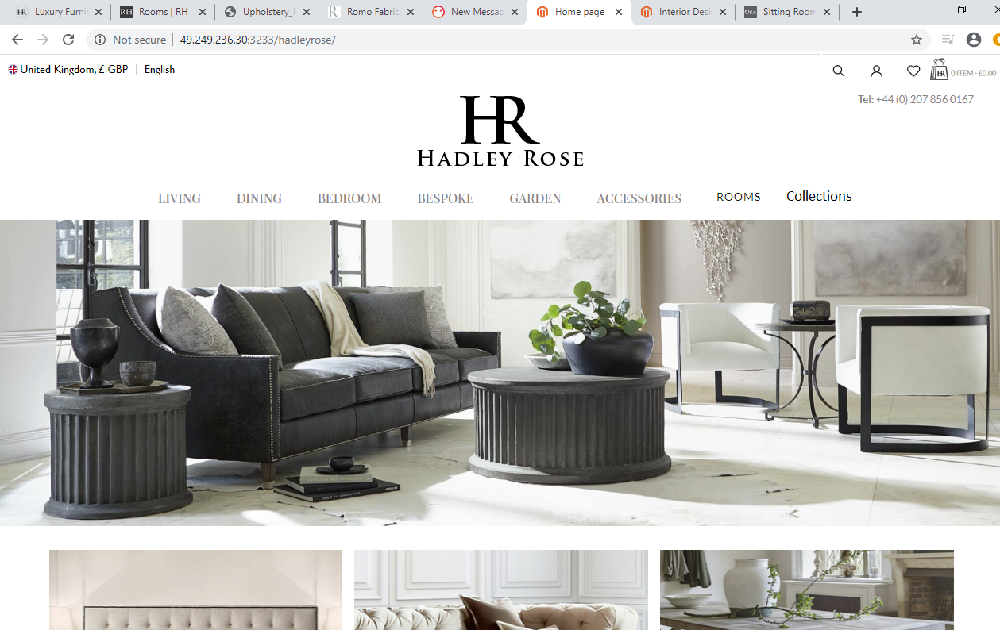 Luxury Furni
Rooms | RH
Upholstery_
Romo Fabric
New Messag
Home page
Interior Desi
Sitting Room
Not secure | 49.249.236.30:3233/hadleyrose/
United Kingdom, £ GBP | English
HR
0 ITEM - £0.00
Tel: +44 (0) 207 856 0167
HR
HADLEY ROSE
LIVING DINING BEDROOM BESPOKE GARDEN ACCESSORIES ROOMS Collections
POLO